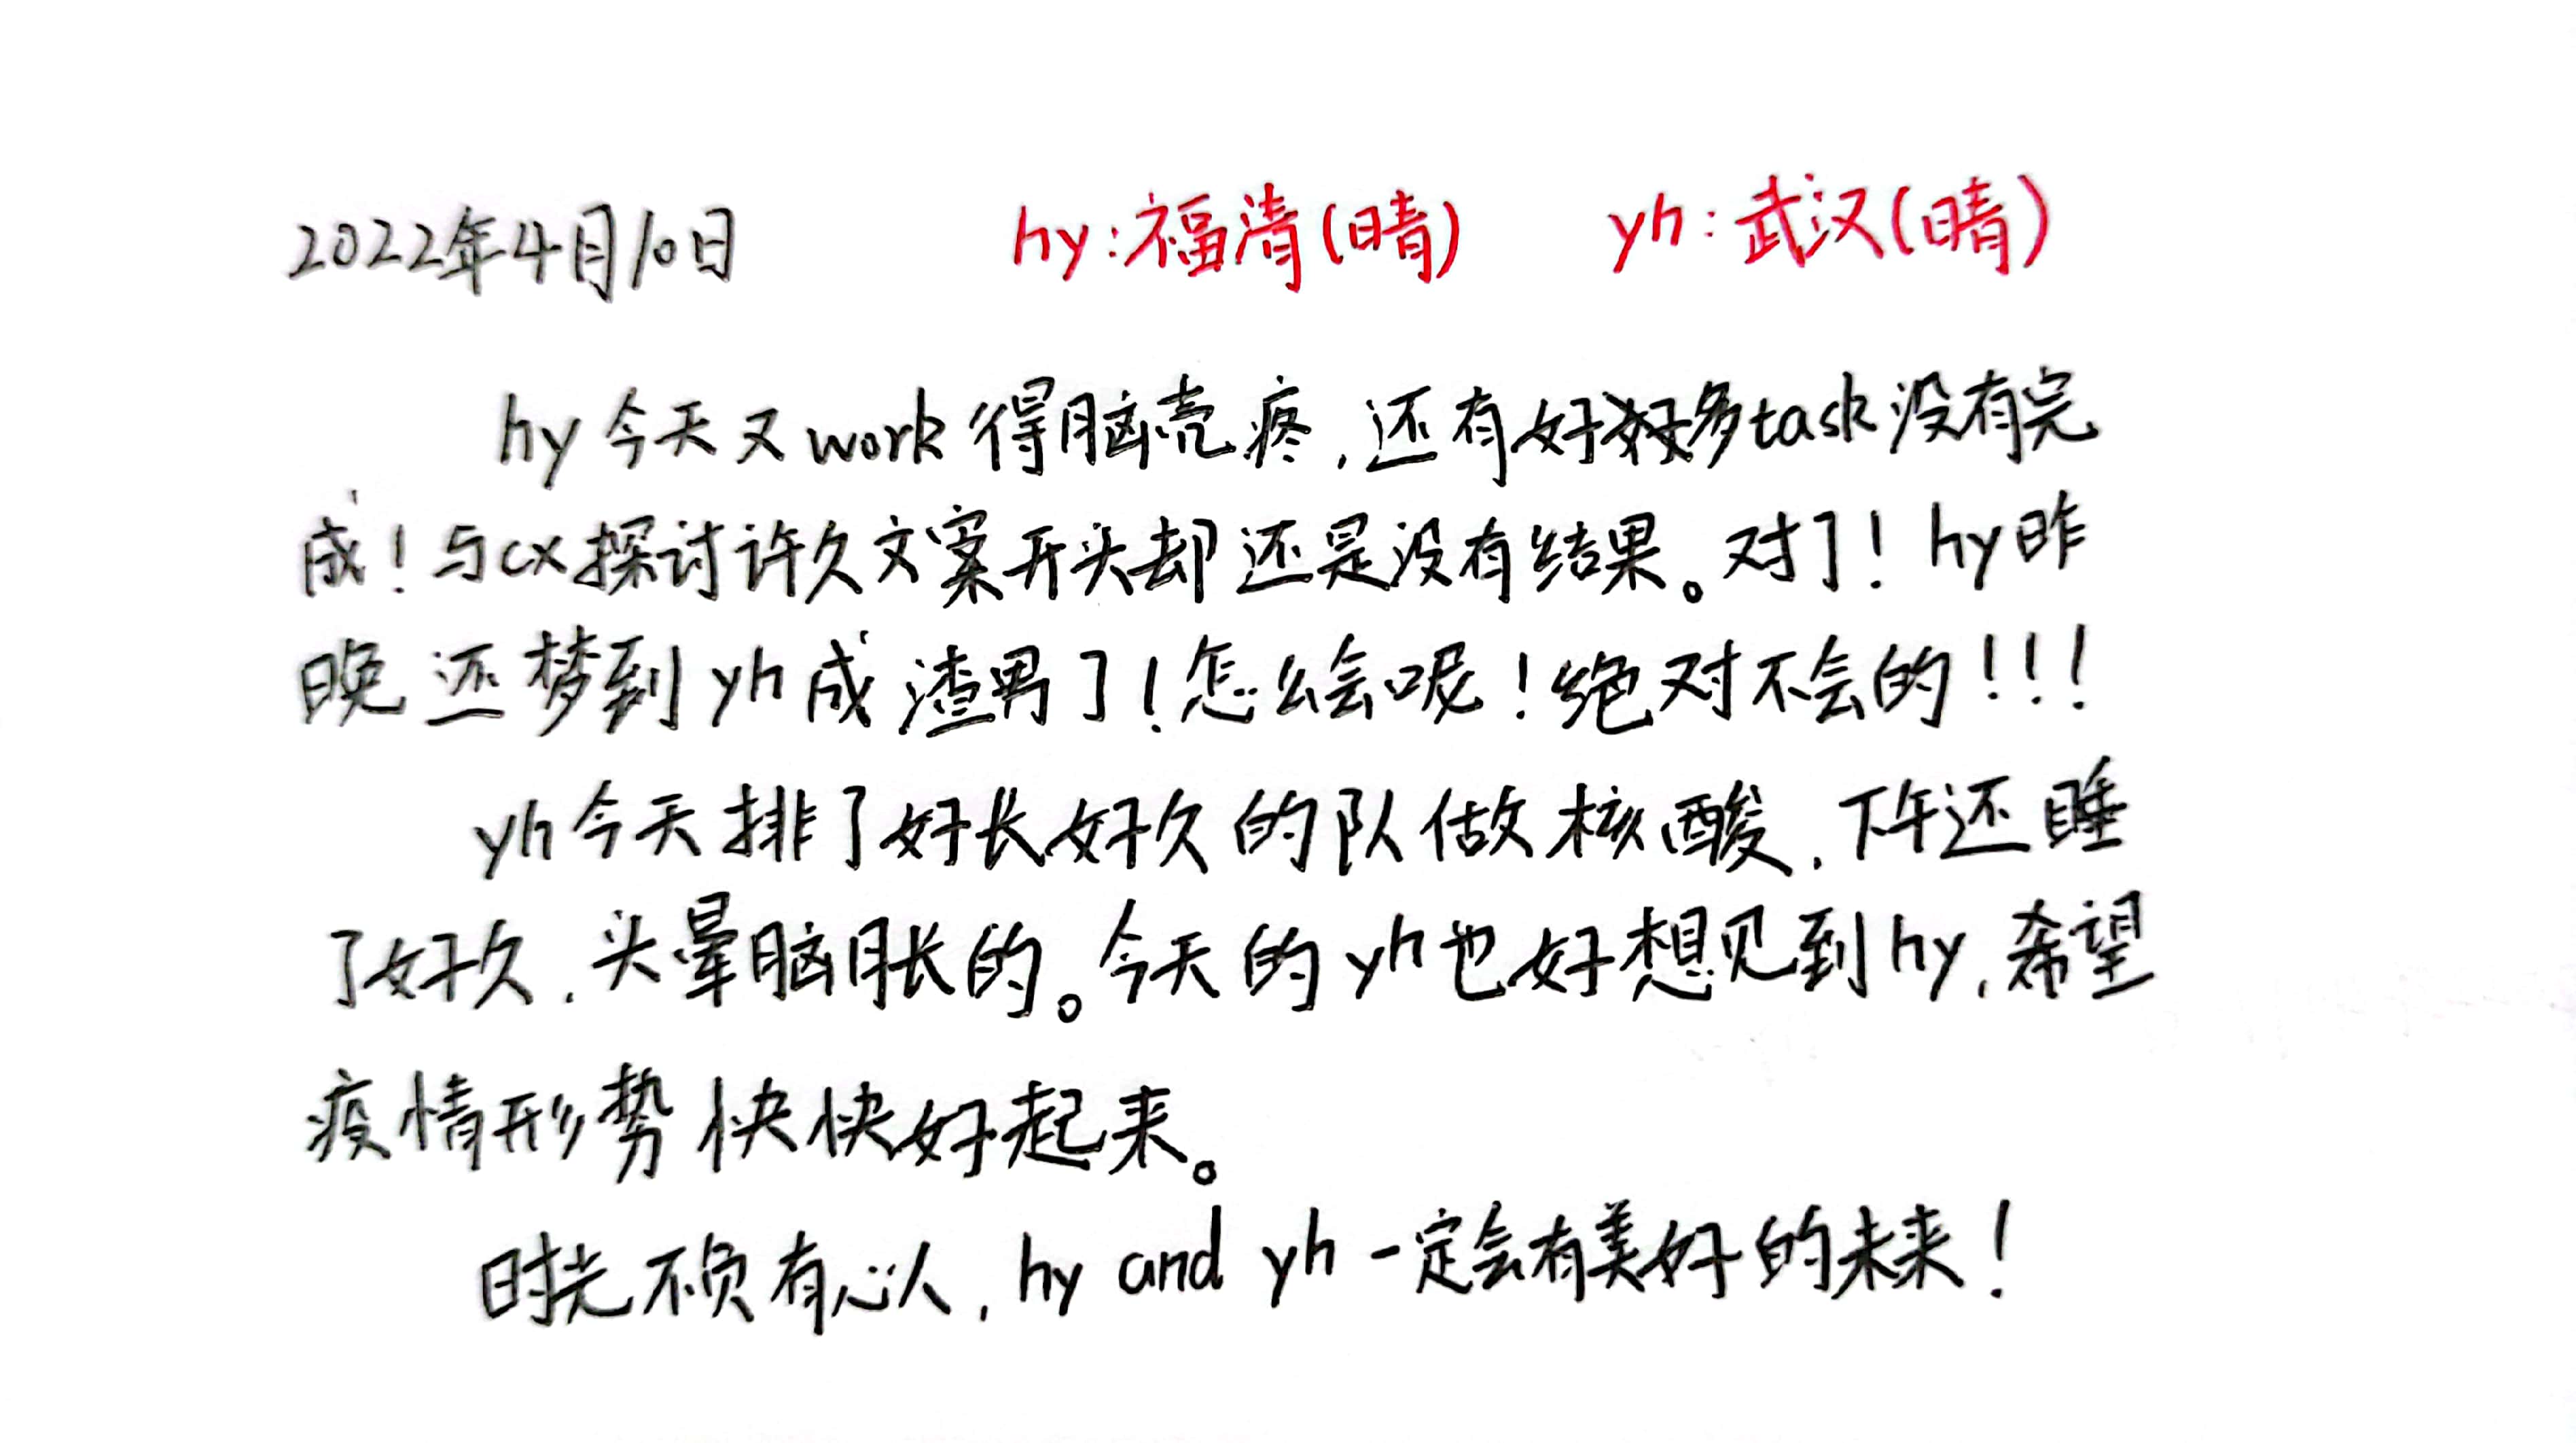 2022年4月10日 hy:福清(晴) yh:武汉(晴)
hy今天又work得脑壳疼,还有好好多task没有完
成!与cx探讨许久文案开头却还是没有结果。对了!hy昨
晚还梦到yh成渣男了!怎么会呢!绝对不会的!!!
yh今天排了好长好久的队做核酸,下午还睡
了好久,头晕脑胀的。今天的yh也好想见到hy,希望
疫情形势快快好起来。
时光不负有心人,hy and yh一定会有美好的未来!